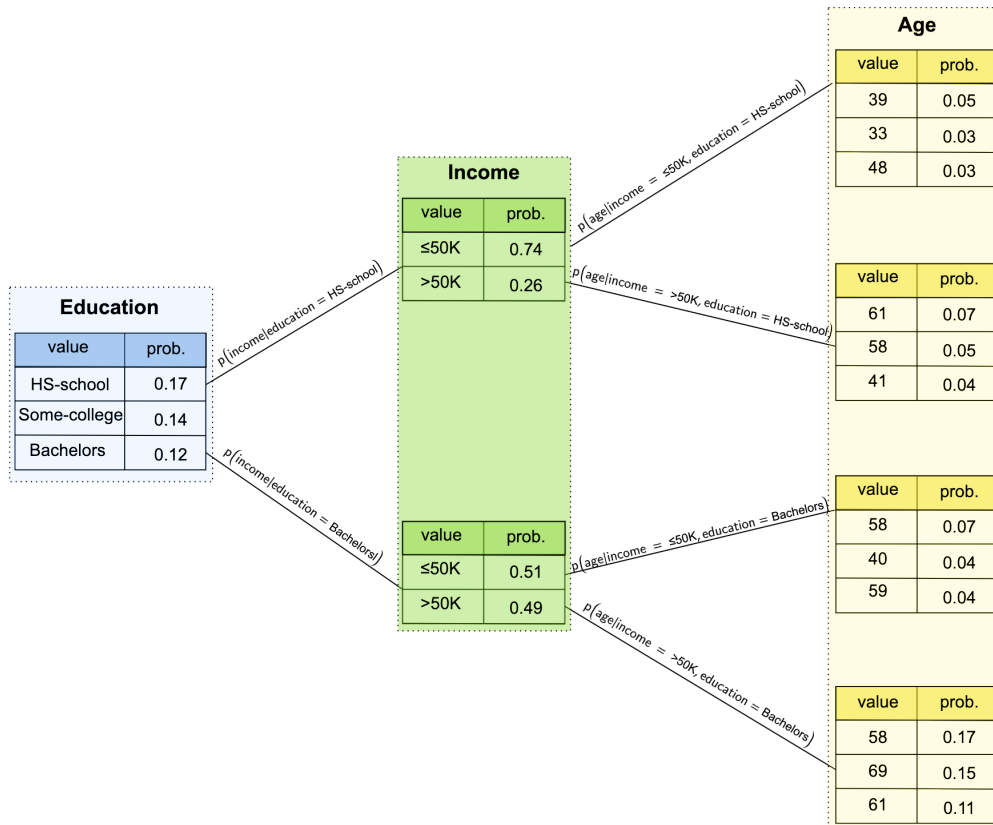 Education
value prob.
HS-school 0.17
Some-college 0.14
Bachelors 0.12
p(income|education = HS-school)
p(income|education = Bachelorsl)
Income
value prob.
≤50K 0.74
>50K 0.26
value prob.
≤50K 0.51
>50K 0.49
p(age|income = ≤50K, education = HS-school)
p(age|income = >50K, education = HS-school)
p(age|income = ≤50K, education = Bachelors)
p(age|income = >50K, education = Bachelors)
Age
value prob.
39 0.05
33 0.03
48 0.03
value prob.
61 0.07
58 0.05
41 0.04
value prob.
58 0.07
40 0.04
59 0.04
value prob.
58 0.17
69 0.15
61 0.11